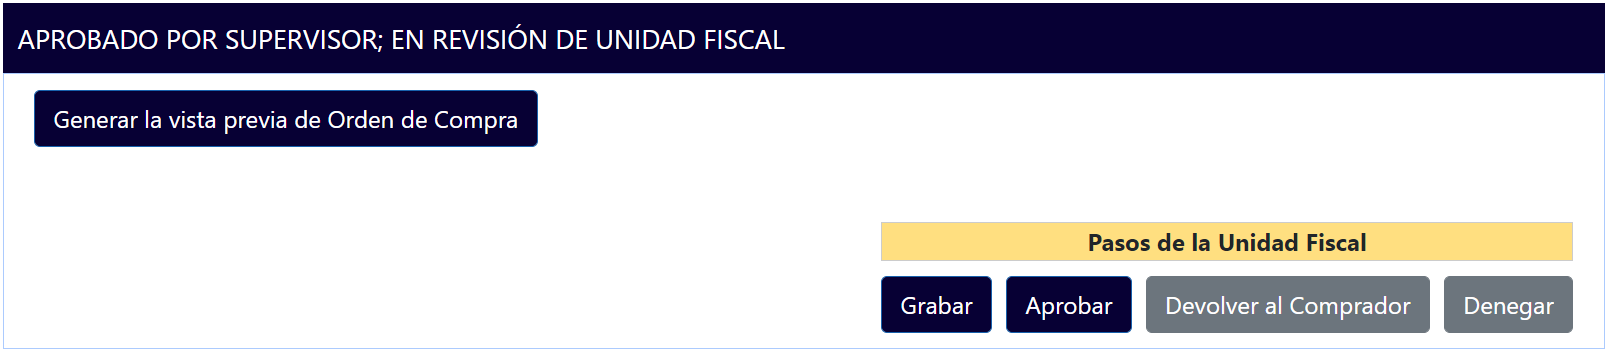 APROBADO POR SUPERVISOR; EN REVISIÓN DE UNIDAD FISCAL
Generar la vista previa de Orden de Compra
Pasos de la Unidad Fiscal
Grabar Aprobar Devolver al Comprador Denegar